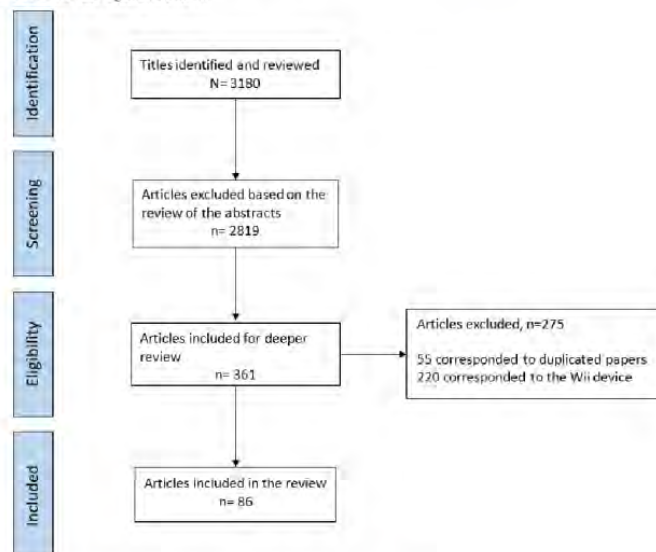 Identification
Titles identified and reviewed
N= 3180
Screening
Articles excluded based on the
review of the abstracts
n= 2819
Eligibility
Articles included for deeper
review
n= 361
Articles excluded, n=275
55 corresponded to duplicated papers
220 corresponded to the Wii device
Included
Articles included in the review
n= 86